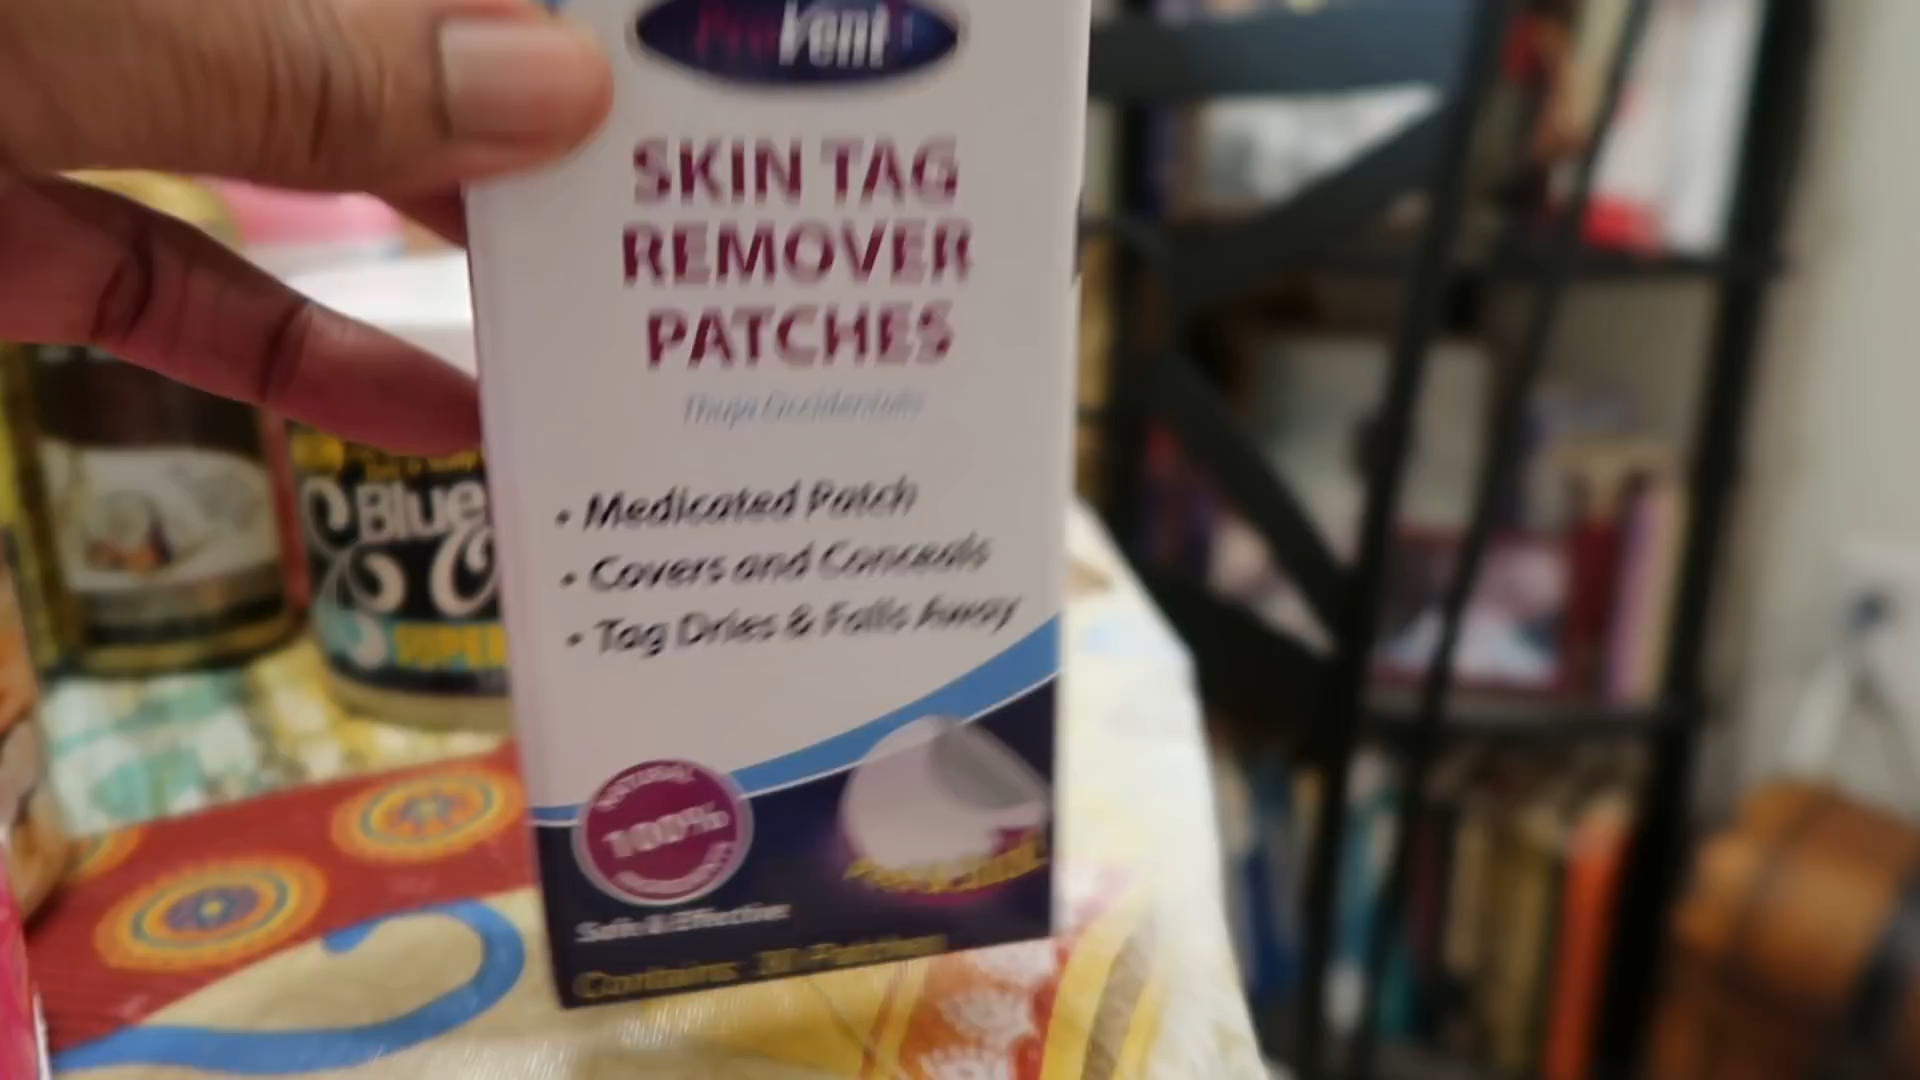 ProVent
SKIN TAG
REMOVER
PATCHES
Thuja Occidentalis
• Medicated Patch
• Covers and Conceals
• Tag Dries & Falls Away
NATURAL
100%
Safe & Effective
Contains: 30 Patches
Blue
SUPER